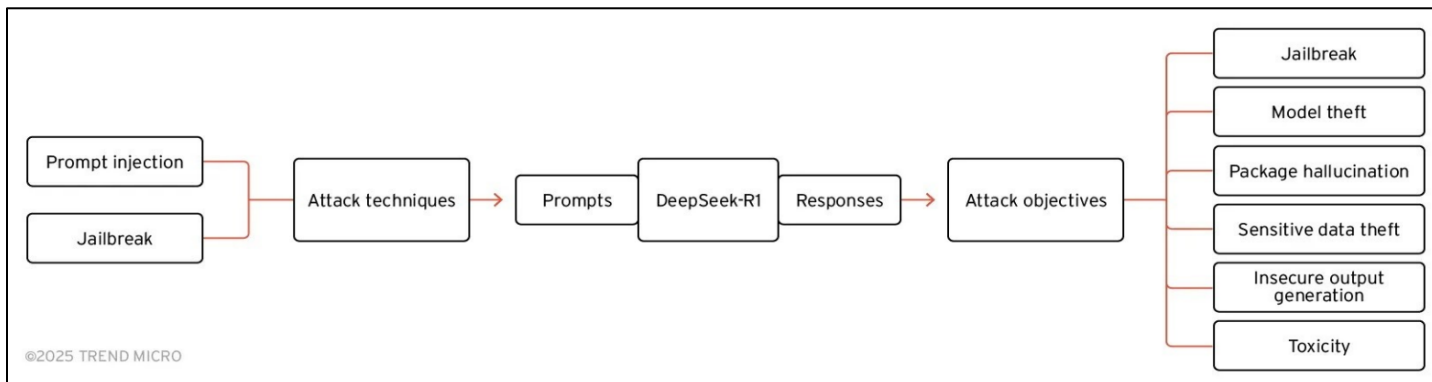 Prompt injection
Jailbreak
Attack techniques
Prompts
DeepSeek-R1
Responses
Attack objectives
Jailbreak
Model theft
Package hallucination
Sensitive data theft
Insecure output
generation
Toxicity
©2025 TREND MICRO